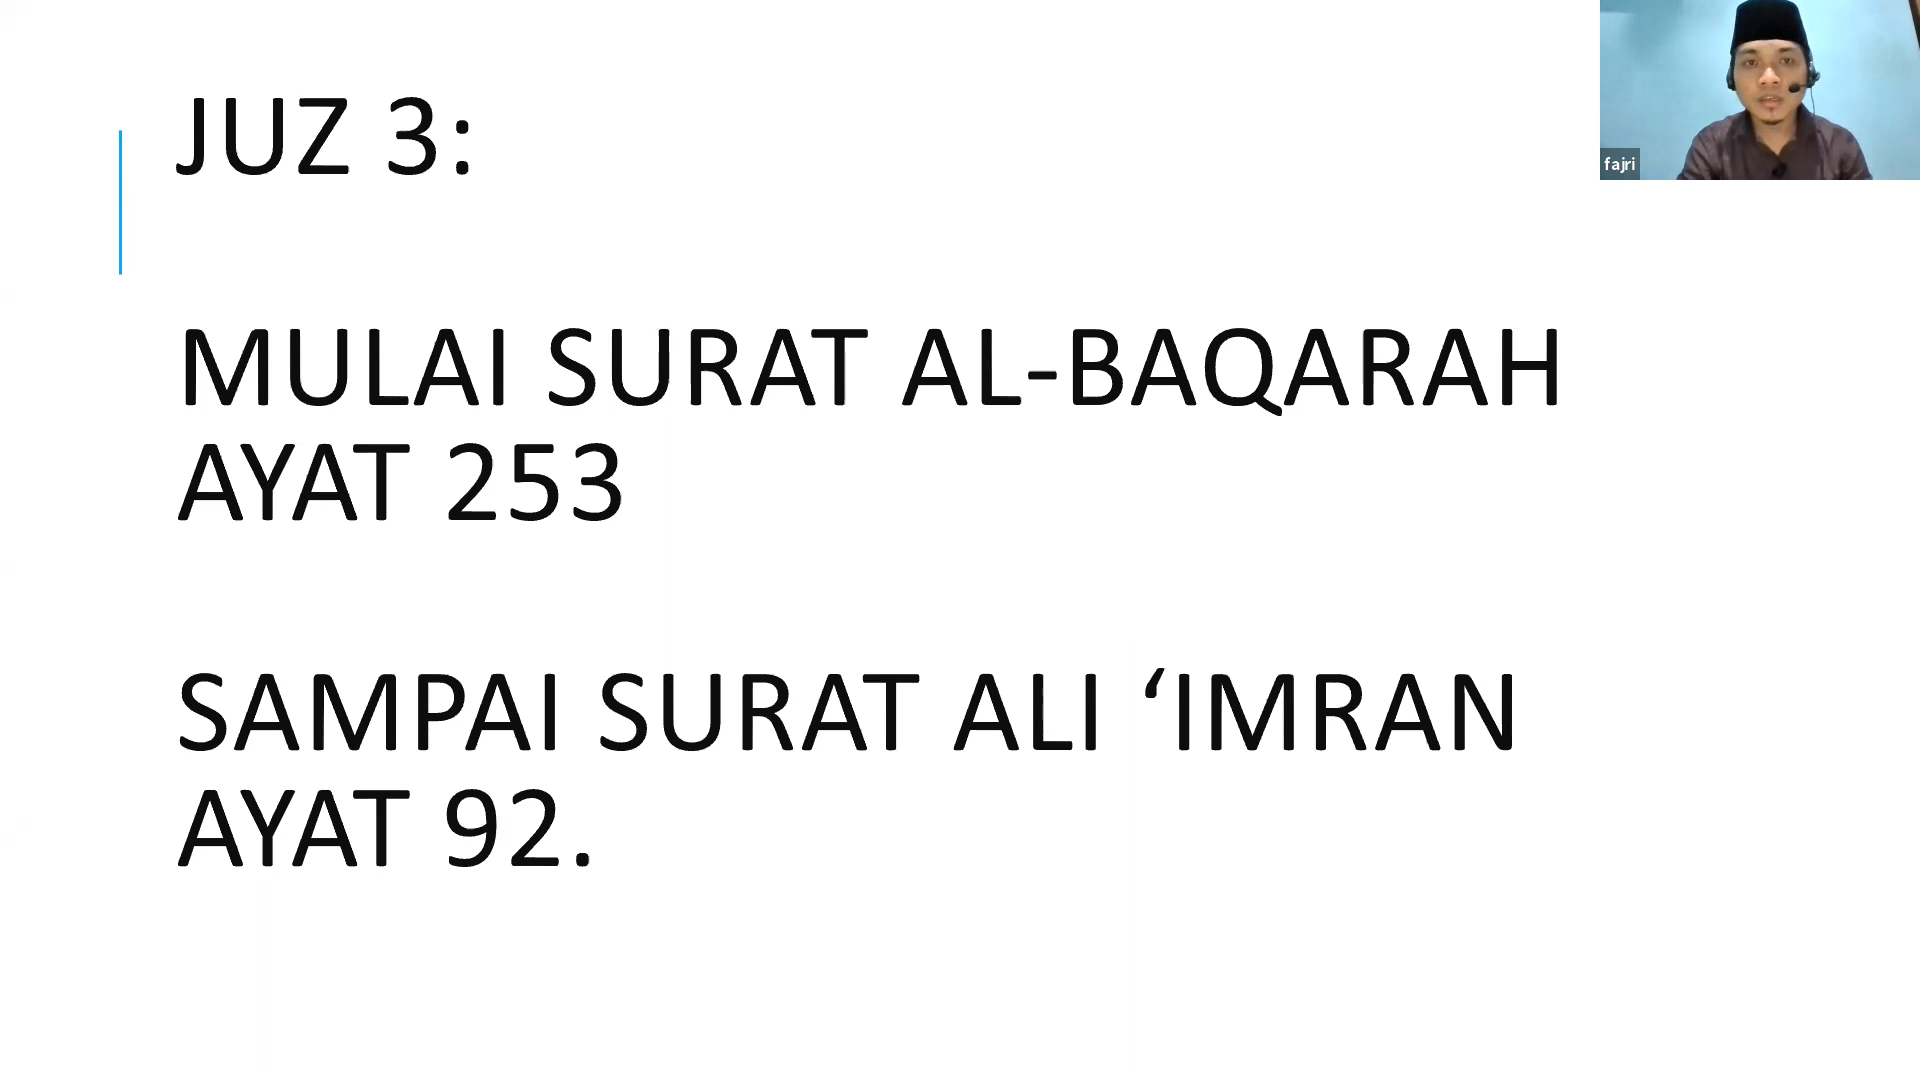 JUZ 3:
MULAI SURAT AL-BAQARAH
AYAT 253
SAMPAI SURAT ALI ‘IMRAN
AYAT 92.
fajri